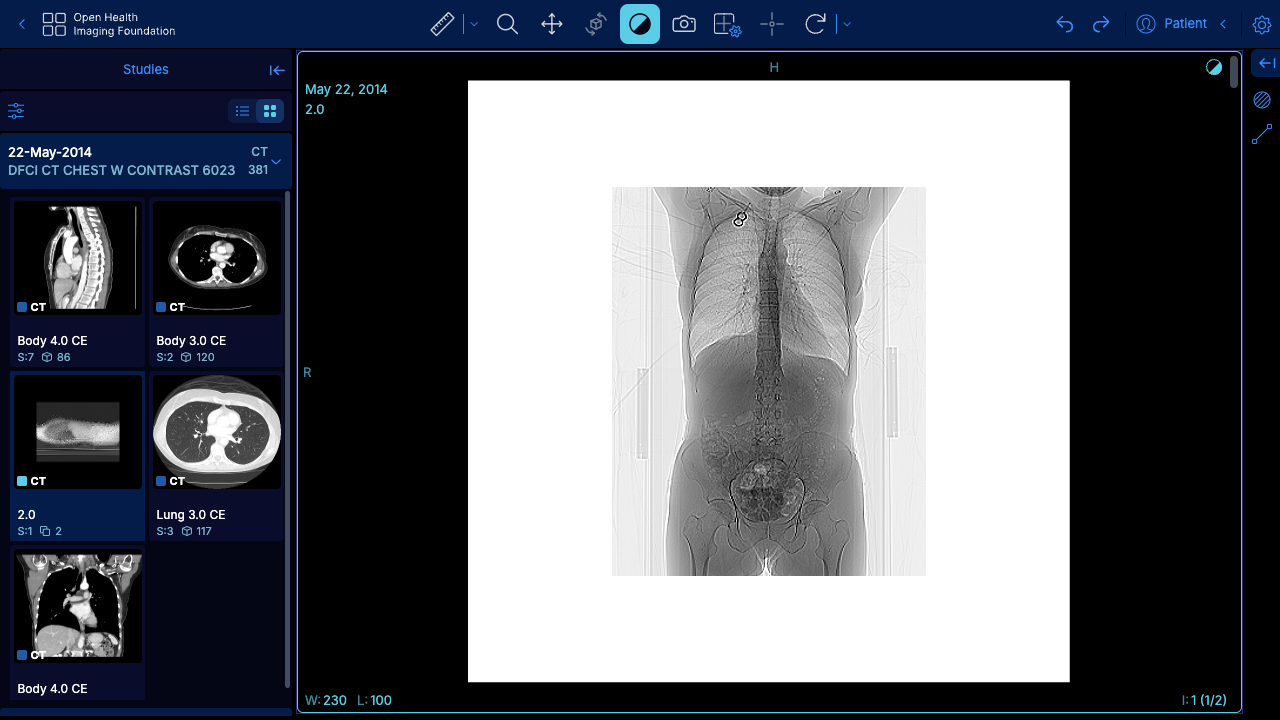 Open Health
Imaging Foundation
Patient
Studies
22-May-2014
CT
DFCI CT CHEST W CONTRAST 6023
381
CT
Body 4.0 CE
S:7 86
CT
Body 3.0 CE
S:2 120
CT
2.0
S:1 2
CT
Lung 3.0 CE
S:3 117
CT
Body 4.0 CE
H
May 22, 2014
2.0
R
W: 230 L: 100
I: 1 (1/2)